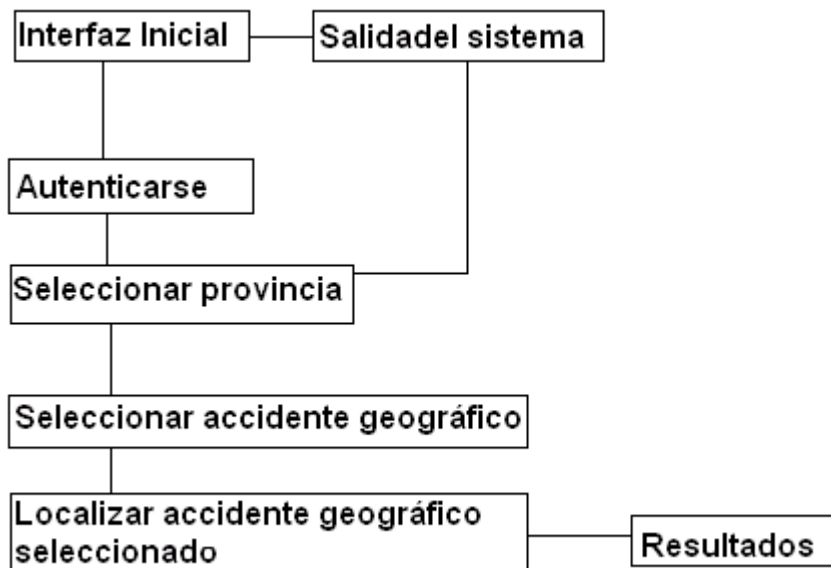 Interfaz Inicial
Salidadel sistema
Autenticarse
Seleccionar provincia
Seleccionar accidente geográfico
Localizar accidente geográfico
seleccionado
Resultados